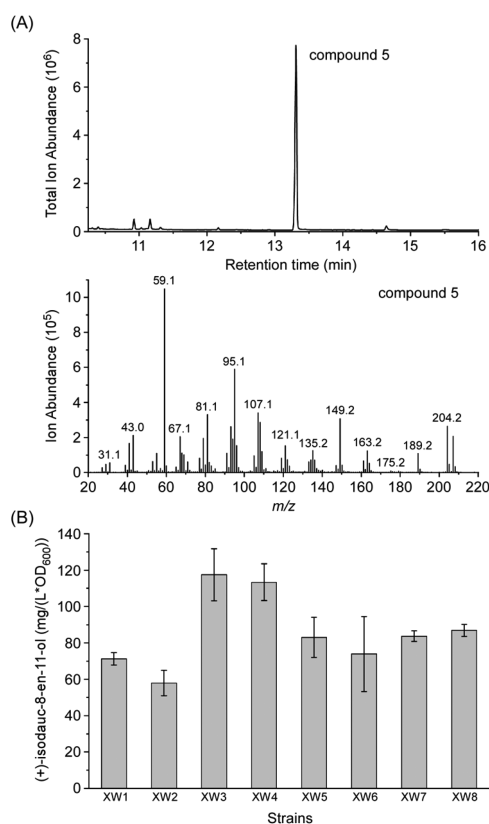 (A)
compound 5
Total Ion Abundance (10⁶)
8
6
4
2
0
11 12 13 14 15 16
Retention time (min)
compound 5
Ion Abundance (10⁵)
10
8
6
4
2
0
59.1
95.1
81.1
107.1
149.2
204.2
43.0
67.1
121.1
135.2
163.2
189.2
31.1
175.2
20 40 60 80 100 120 140 160 180 200 220
m/z
(B)
(+)-isodauc-8-en-11-ol (mg/(L*OD₆₀₀))
140
120
100
80
60
40
20
0
XW1 XW2 XW3 XW4 XW5 XW6 XW7 XW8
Strains